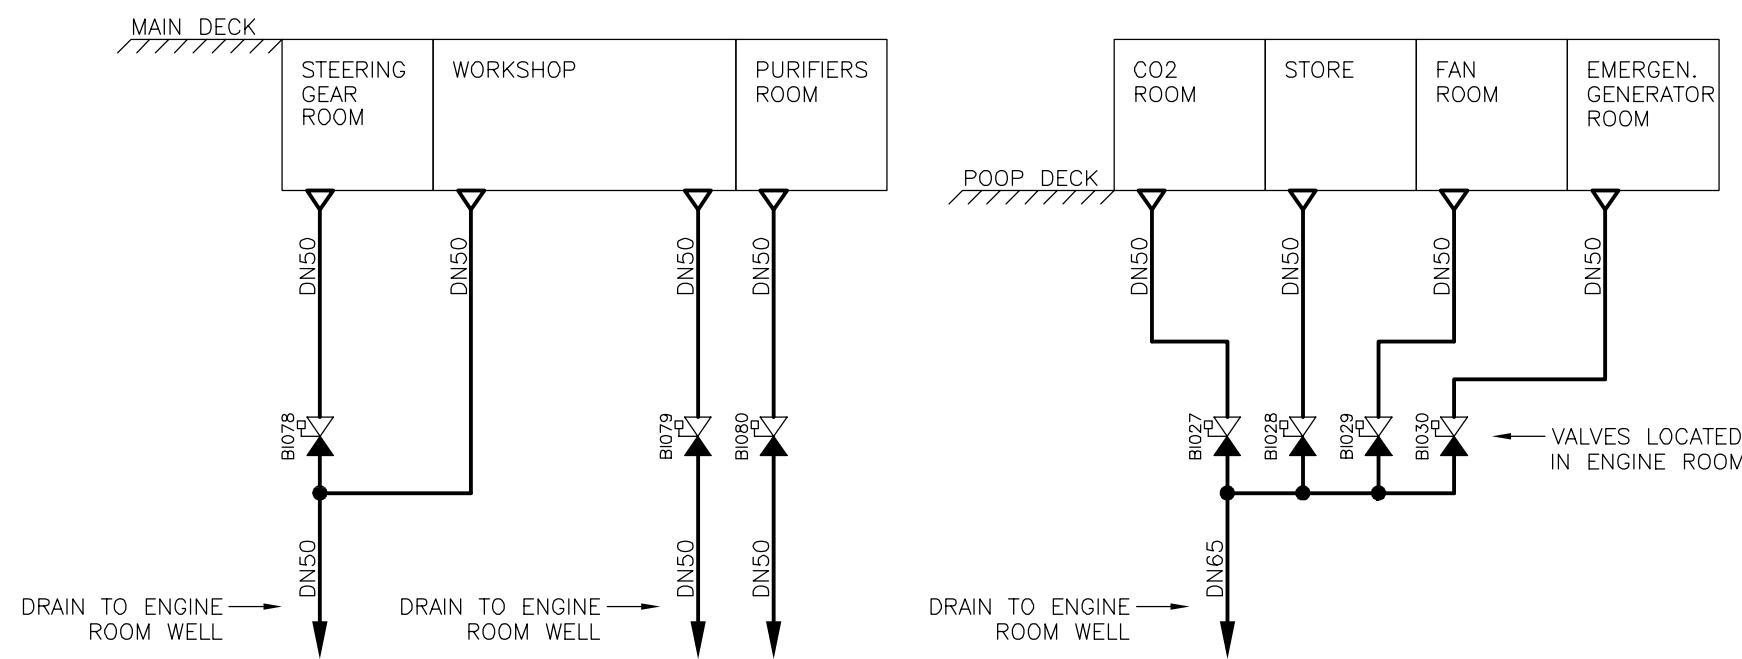 MAIN DECK
STEERING
GEAR
ROOM
WORKSHOP
PURIFIERS
ROOM
CO2
ROOM
STORE
FAN
ROOM
EMERGEN.
GENERATOR
ROOM
POOP DECK
DN50
DN50
DN50
DN50
DN50
DN50
DN50
DN50
BI078
BI079
BI080
BI027
BI028
BI029
BI030
VALVES LOCATED
IN ENGINE ROOM
DN50
DN50
DN50
DN65
DRAIN TO ENGINE
ROOM WELL
DRAIN TO ENGINE
ROOM WELL
DRAIN TO ENGINE
ROOM WELL